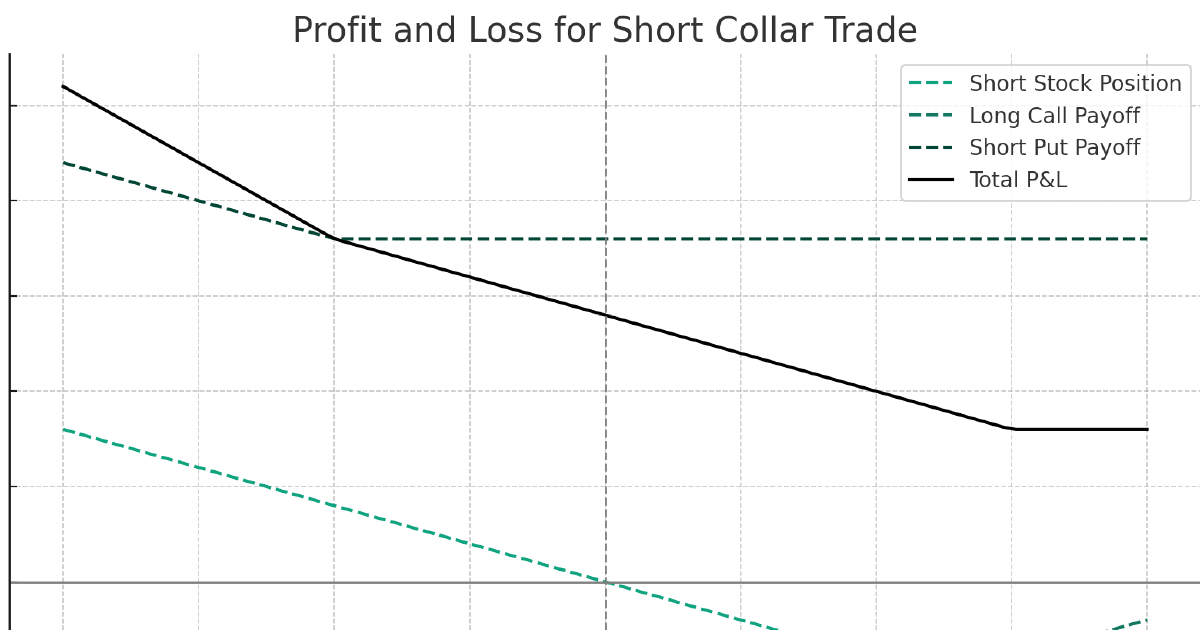 Profit and Loss for Short Collar Trade
Short Stock Position
Long Call Payoff
Short Put Payoff
Total P&L